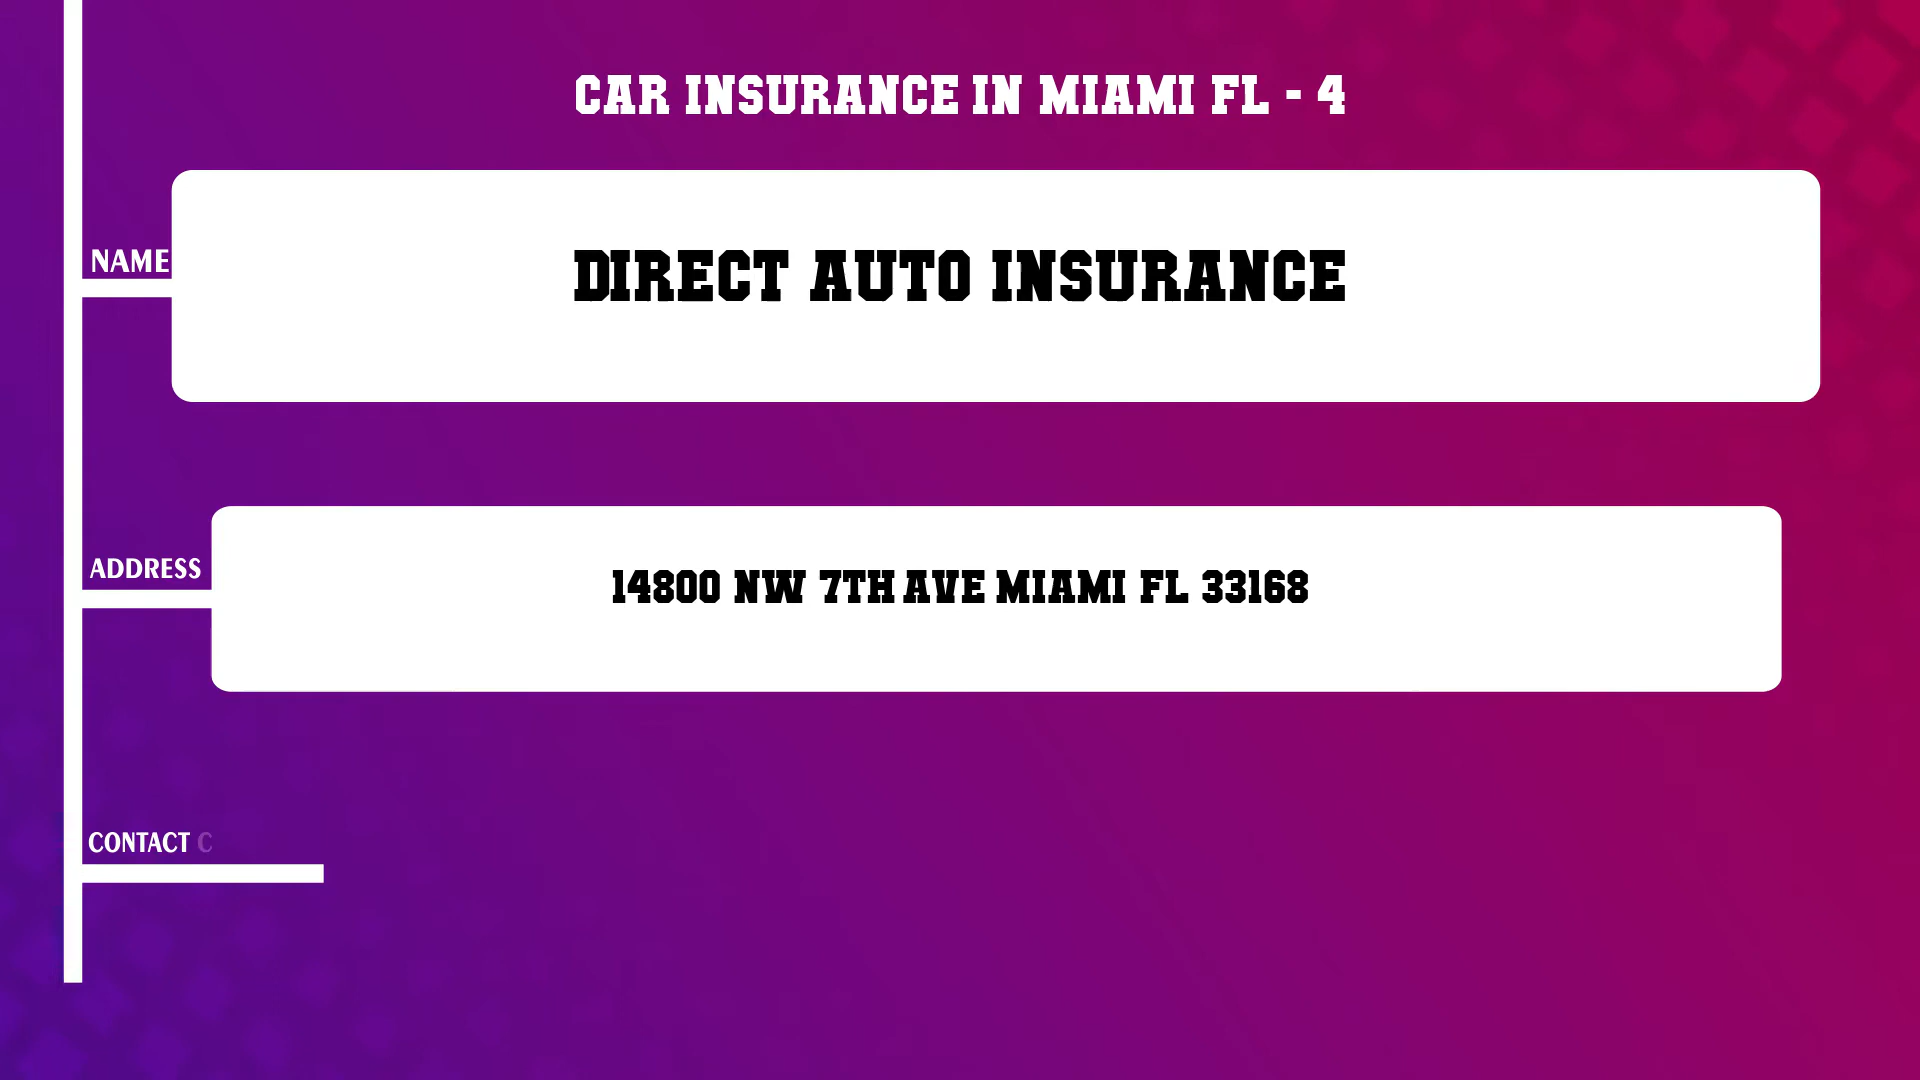 CAR INSURANCE IN MIAMI FL - 4
NAME
DIRECT AUTO INSURANCE
ADDRESS
14800 NW 7TH AVE MIAMI FL 33168
CONTACT C